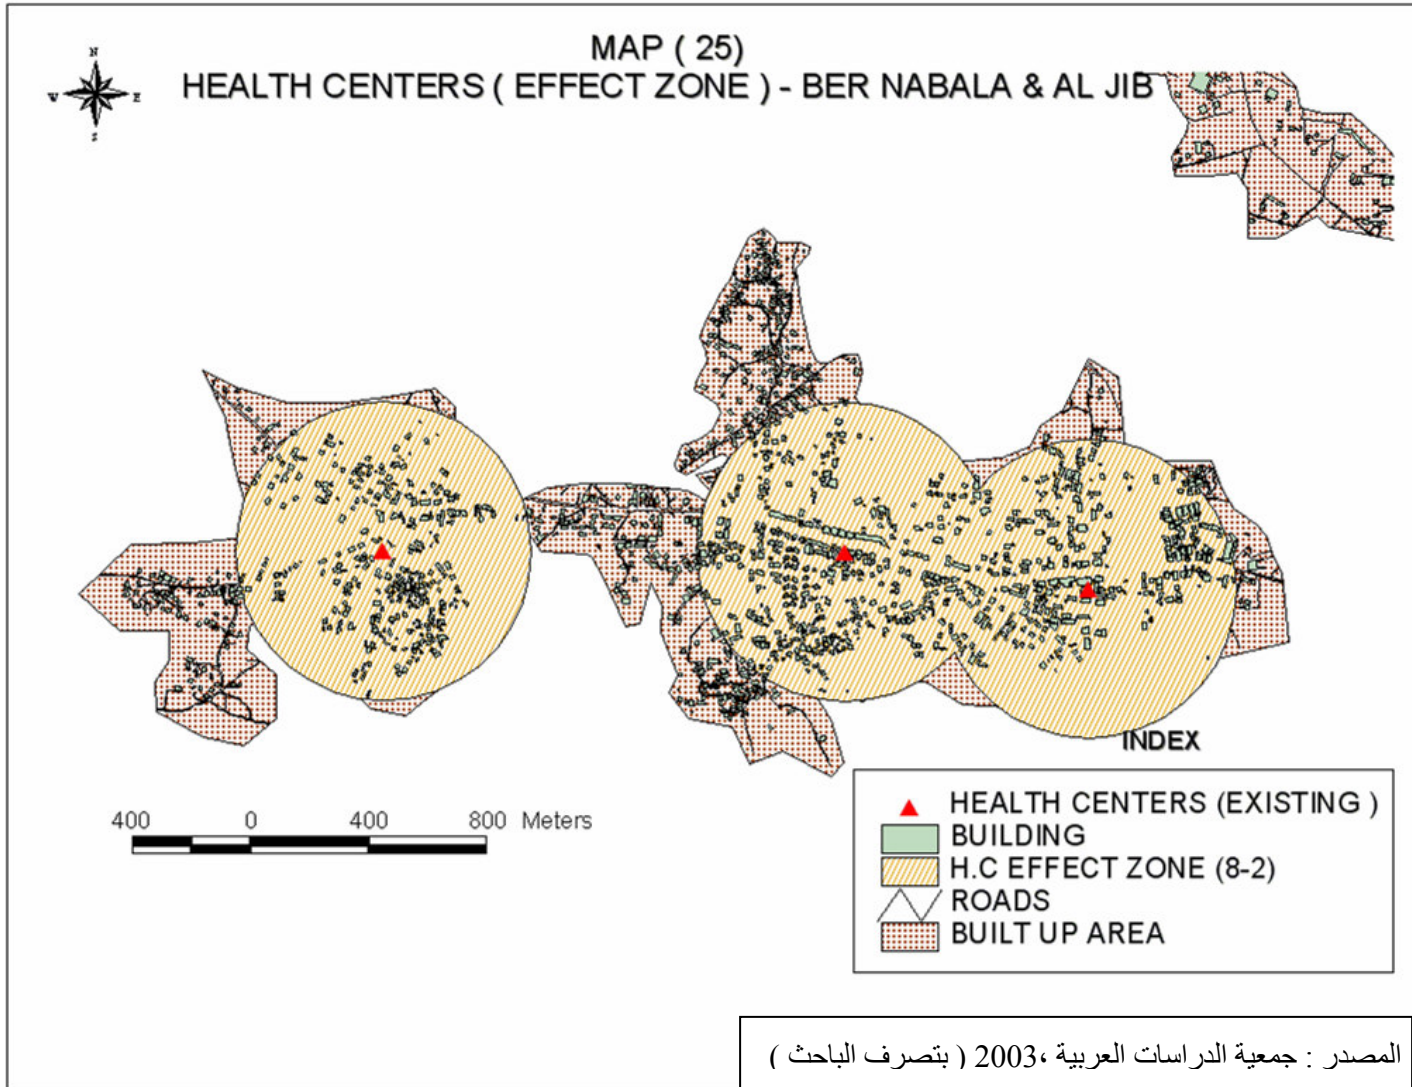 MAP ( 25)
HEALTH CENTERS ( EFFECT ZONE ) - BER NABALA & AL JIB
N
W E
S
400 0 400 800 Meters
INDEX
HEALTH CENTERS (EXISTING )
BUILDING
H.C EFFECT ZONE (8-2)
ROADS
BUILT UP AREA
المصدر : جمعية الدراسات العربية ،2003 ( بتصرف الباحث )